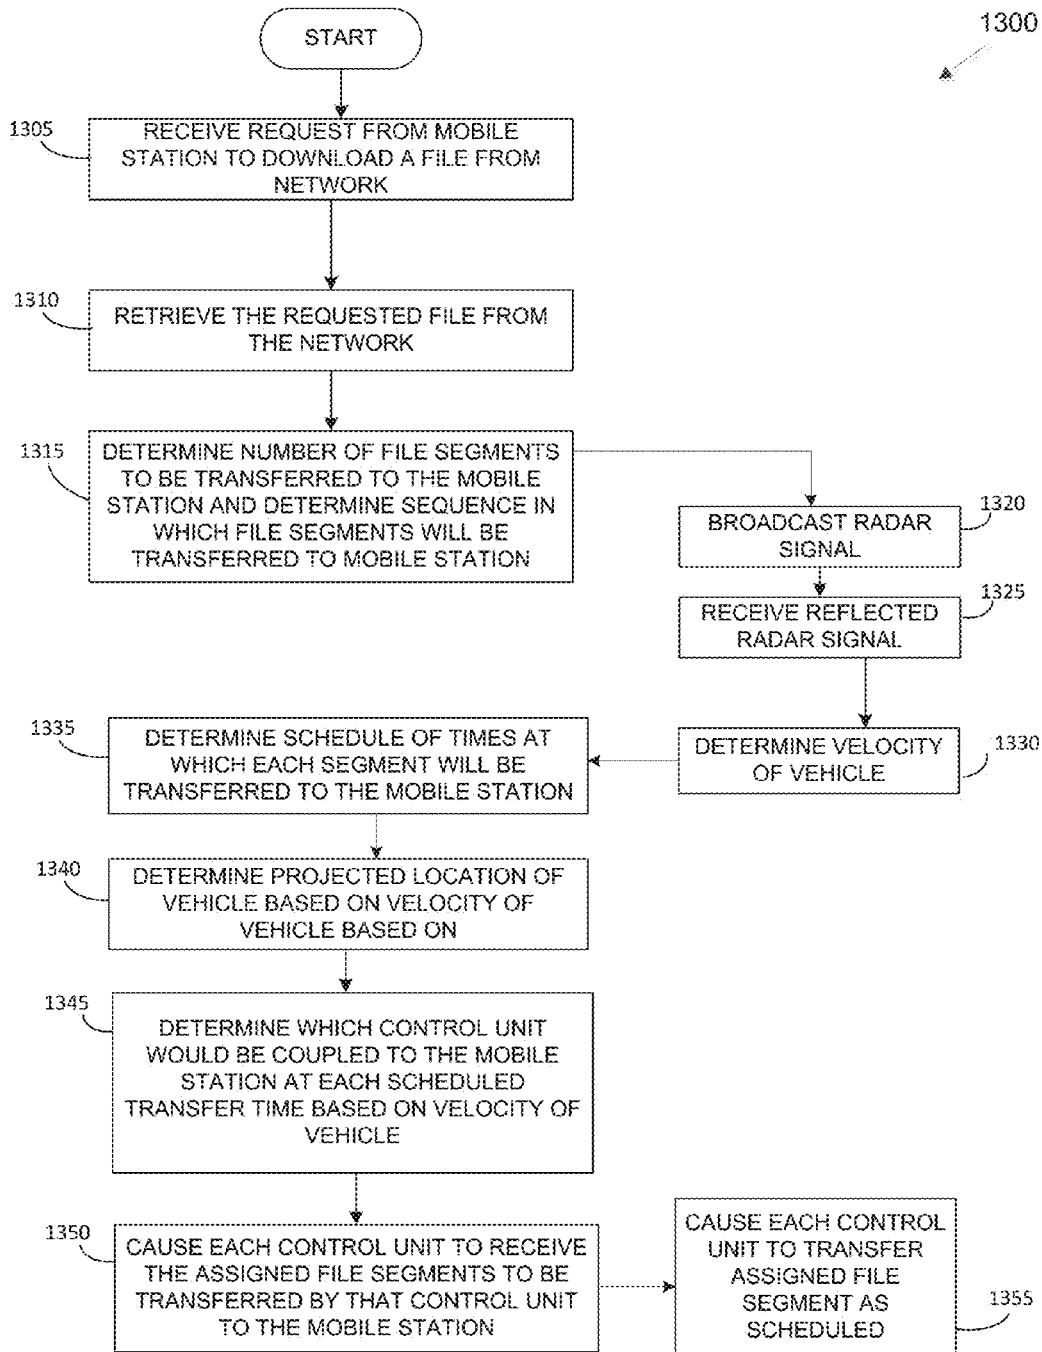 START
1300
1305
RECEIVE REQUEST FROM MOBILE
STATION TO DOWNLOAD A FILE FROM
NETWORK
1310
RETRIEVE THE REQUESTED FILE FROM
THE NETWORK
1315
DETERMINE NUMBER OF FILE SEGMENTS
TO BE TRANSFERRED TO THE MOBILE
STATION AND DETERMINE SEQUENCE IN
WHICH FILE SEGMENTS WILL BE
TRANSFERRED TO MOBILE STATION
1320
BROADCAST RADAR
SIGNAL
1325
RECEIVE REFLECTED
RADAR SIGNAL
1330
DETERMINE VELOCITY
OF VEHICLE
1335
DETERMINE SCHEDULE OF TIMES AT
WHICH EACH SEGMENT WILL BE
TRANSFERRED TO THE MOBILE STATION
1340
DETERMINE PROJECTED LOCATION OF
VEHICLE BASED ON VELOCITY OF
VEHICLE BASED ON
1345
DETERMINE WHICH CONTROL UNIT
WOULD BE COUPLED TO THE MOBILE
STATION AT EACH SCHEDULED
TRANSFER TIME BASED ON VELOCITY OF
VEHICLE
1350
CAUSE EACH CONTROL UNIT TO RECEIVE
THE ASSIGNED FILE SEGMENTS TO BE
TRANSFERRED BY THAT CONTROL UNIT
TO THE MOBILE STATION
CAUSE EACH CONTROL
UNIT TO TRANSFER
ASSIGNED FILE
SEGMENT AS
SCHEDULED
1355